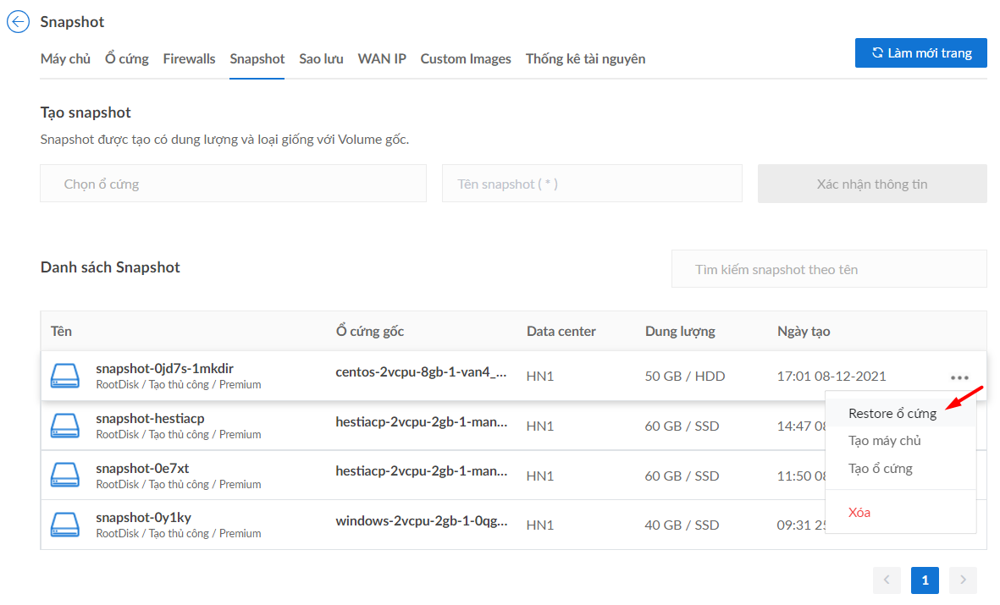 Snapshot
Máy chủ Ổ cứng Firewalls Snapshot Sao lưu WAN IP Custom Images Thống kê tài nguyên
Làm mới trang
Tạo snapshot
Snapshot được tạo có dung lượng và loại giống với Volume gốc.
Chọn ổ cứng Tên snapshot ( * ) Xác nhận thông tin
Danh sách Snapshot
Tìm kiếm snapshot theo tên
Tên Ổ cứng gốc Data center Dung lượng Ngày tạo
snapshot-0jd7s-1mkdir centos-2vcpu-8gb-1-van4_... HN1 50 GB / HDD 17:01 08-12-2021
RootDisk / Tạo thủ công / Premium
Restore ổ cứng
Tạo máy chủ
Tạo ổ cứng
Xóa
snapshot-hestiacp hestiacp-2vcpu-2gb-1-man... HN1 60 GB / SSD 14:47
RootDisk / Tạo thủ công / Premium
snapshot-0e7xt hestiacp-2vcpu-2gb-1-man... HN1 60 GB / SSD 11:50
RootDisk / Tạo thủ công / Premium
snapshot-0y1ky windows-2vcpu-2gb-1-0qg... HN1 40 GB / SSD 09:31
RootDisk / Tạo thủ công / Premium
1